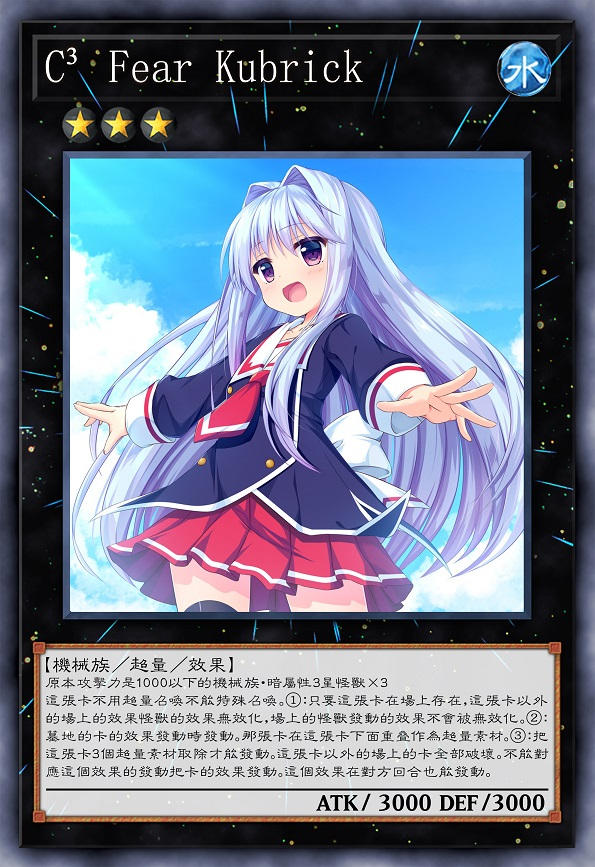 C³ Fear Kubrick
水
【機械族／超量／效果】
原本攻擊力是1000以下的機械族・暗屬性3星怪獸×3
這張卡不用超量召喚不能特殊召喚。①：只要這張卡在場上存在，這張卡以外
的場上的效果怪獸的效果無效化，場上的怪獸發動的效果不會被無效化。②：
墓地的卡的效果發動時發動。那張卡在這張卡下面重疊作為超量素材。③：把
這張卡3個超量素材取除才能發動。這張卡以外的場上的卡全部破壞。不能對
應這個效果的發動把卡的效果發動。這個效果在對方回合也能發動。
ATK/ 3000 DEF/3000